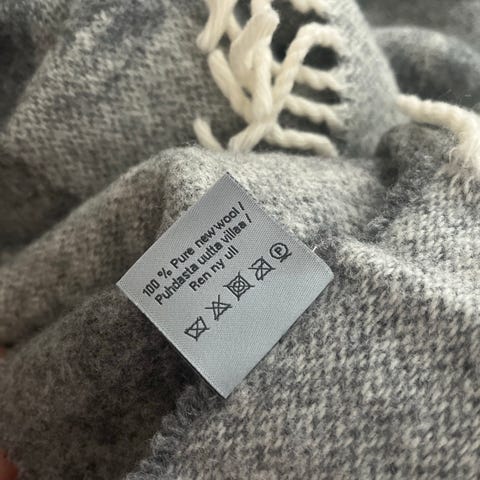 100 % Pure new wool /
Puhdasta uutta villaa /
Ren ny ull
P